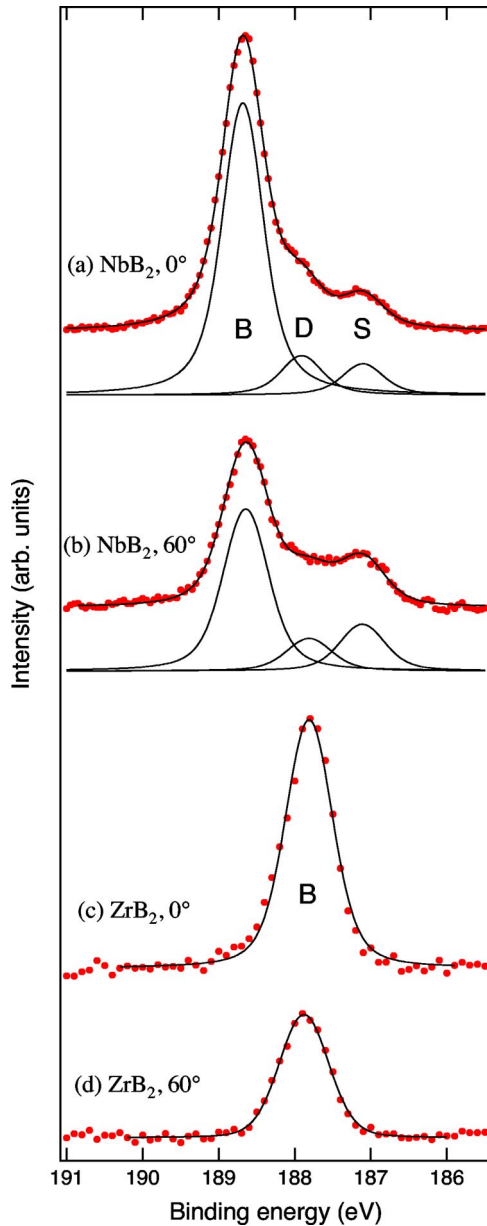 (a) NbB₂, 0°
B D S
(b) NbB₂, 60°
Intensity (arb. units)
B
(c) ZrB₂, 0°
(d) ZrB₂, 60°
191 190 189 188 187 186
Binding energy (eV)